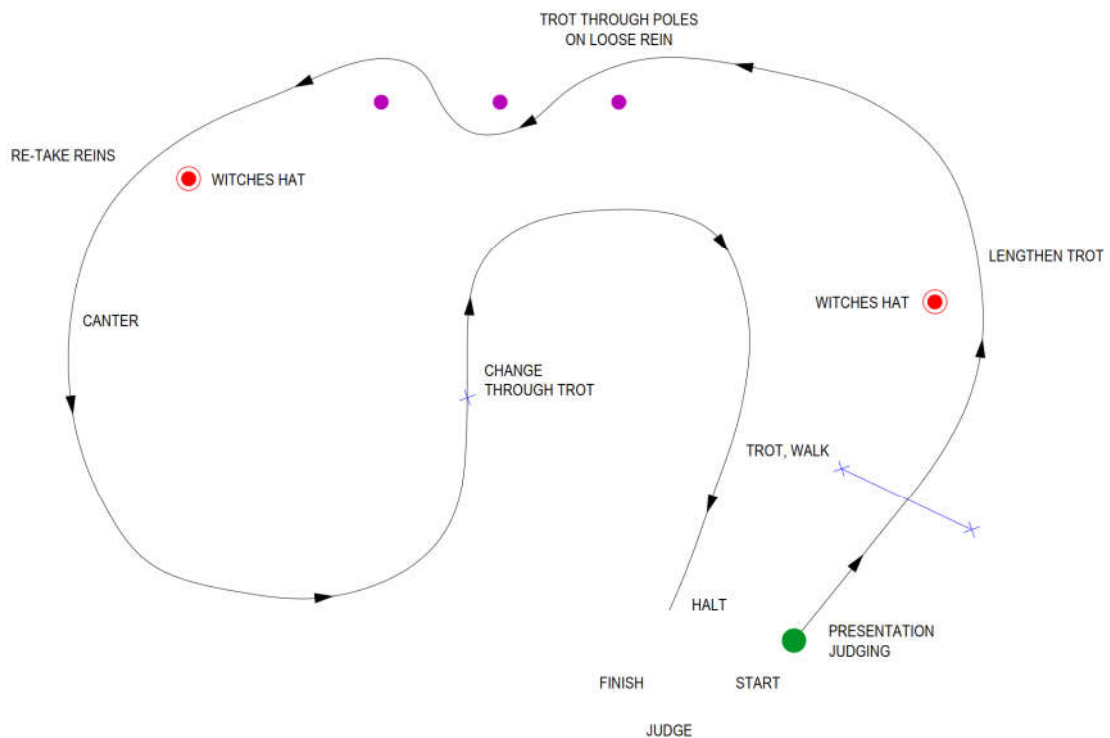 TROT THROUGH POLES
ON LOOSE REIN
RE-TAKE REINS
WITCHES HAT
LENGTHEN TROT
WITCHES HAT
CANTER
CHANGE
THROUGH TROT
TROT, WALK
HALT
PRESENTATION
JUDGING
FINISH
START
JUDGE